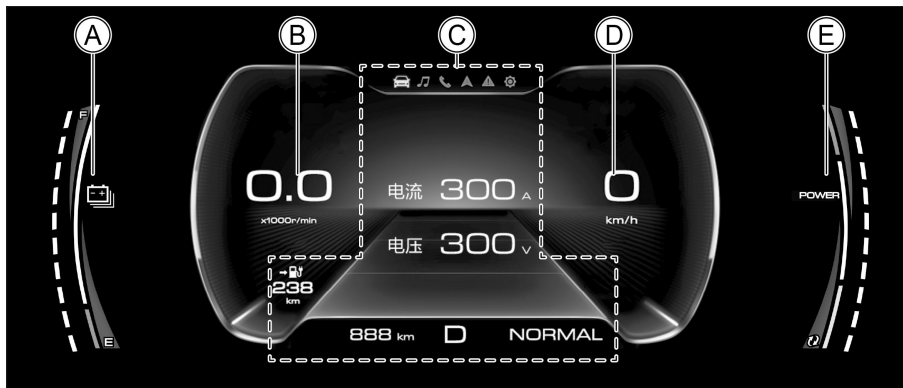 A
B
C
D
E
F
0.0
x1000r/min
电流 300 A
0
km/h
POWER
电压 300 V
238
km
E
888 km D NORMAL